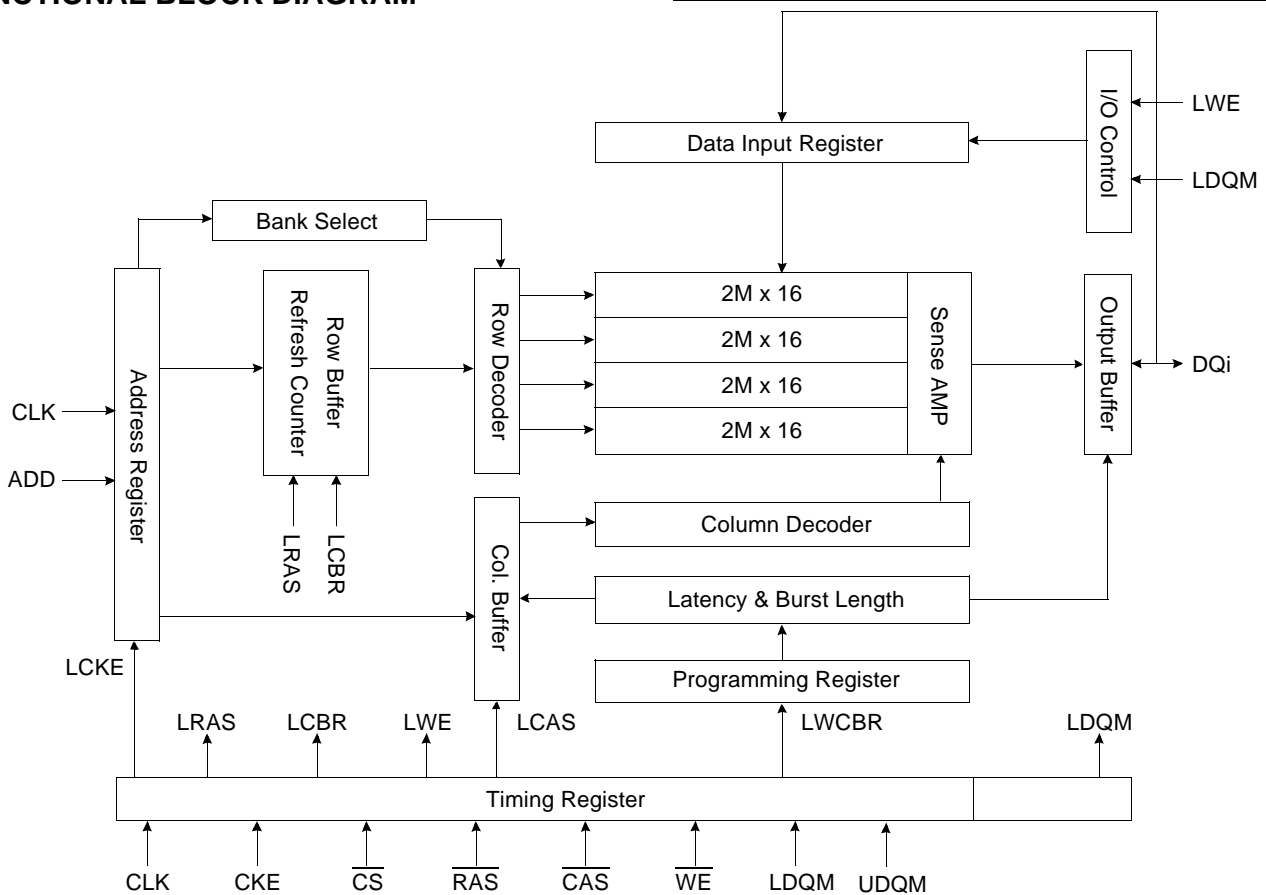 NCTIONAL BLOCK DIAGRAM
I/O Control
LWE
Data Input Register
LDQM
Bank Select
Address Register
Refresh Counter
Row Buffer
Row Decoder
2M x 16
2M x 16
2M x 16
2M x 16
Sense AMP
Output Buffer
DQi
CLK
ADD
LRAS
LCBR
Col. Buffer
Column Decoder
Latency & Burst Length
Programming Register
LCKE
LRAS
LCBR
LWE
LCAS
LWCBR
LDQM
Timing Register
CLK
CKE
CS
RAS
CAS
WE
LDQM
UDQM